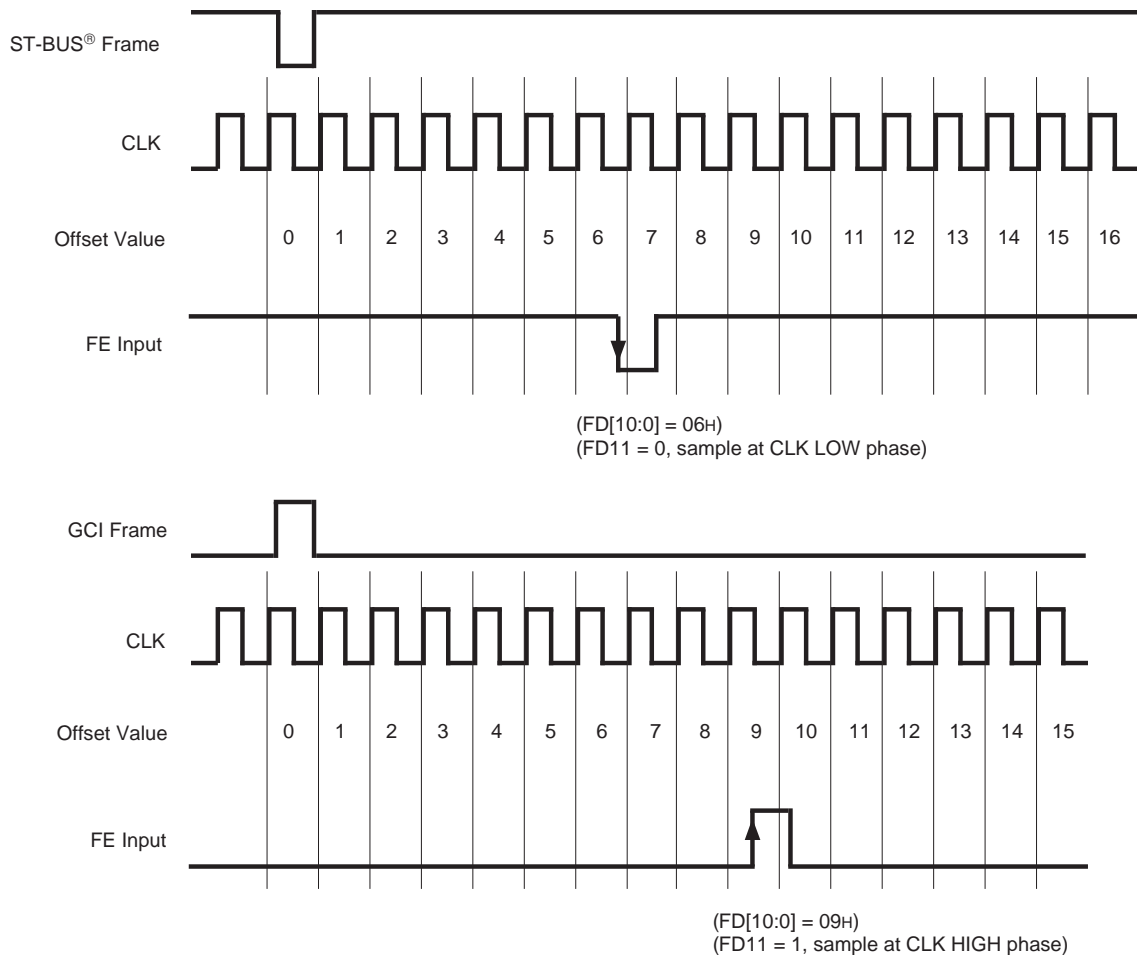 ST-BUS® Frame
CLK
Offset Value 0 1 2 3 4 5 6 7 8 9 10 11 12 13 14 15 16
FE Input
(FD[10:0] = 06H)
(FD11 = 0, sample at CLK LOW phase)
GCI Frame
CLK
Offset Value 0 1 2 3 4 5 6 7 8 9 10 11 12 13 14 15
FE Input
(FD[10:0] = 09H)
(FD11 = 1, sample at CLK HIGH phase)